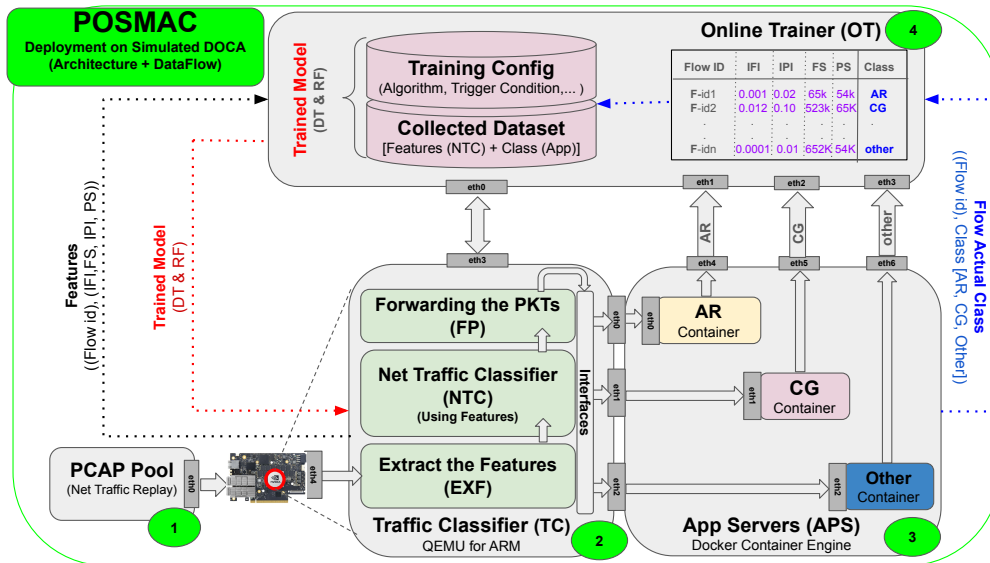 POSMAC
Deployment on Simulated DOCA
(Architecture + DataFlow)
Online Trainer (OT)
4
Trained Model
(DT & RF)
Training Config
(Algorithm, Trigger Condition,... )
Collected Dataset
[Features (NTC) + Class (App)]
Flow ID IFI IPI FS PS Class
F-id1 0.001 0.02 65k 54k AR
F-id2 0.012 0.10 523k 65K CG
. . . . . .
. . . . . .
F-idn 0.0001 0.01 652K 54K other
eth0
eth1
eth2
eth3
AR
CG
other
Features
((Flow id), (IFI,FS, IPI, PS))
Trained Model
(DT & RF)
Flow Actual Class
((Flow id), Class [AR, CG, Other])
eth3
eth4
eth5
eth6
Forwarding the PKTs
(FP)
Net Traffic Classifier
(NTC)
(Using Features)
Extract the Features
(EXF)
Interfaces
eth0
eth1
eth2
eth0
AR
Container
eth1
CG
Container
eth2
Other
Container
PCAP Pool
(Net Traffic Replay)
eth0
1
eth4
Traffic Classifier (TC)
QEMU for ARM
2
App Servers (APS)
Docker Container Engine
3